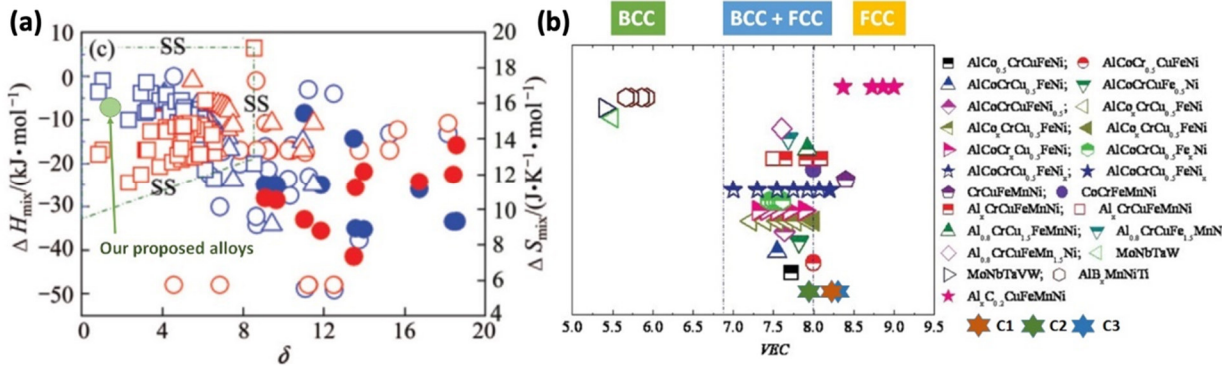 (a)
(c)
SS
SS
SS
Our proposed alloys
10
0
−10
−20
−30
−40
−50
Δ H_mix/(kJ•mol⁻¹)
20
18
16
14
12
10
8
6
4
Δ S_mix/(J•K⁻¹•mol⁻¹)
0 4 8 12 16 20
δ
(b)
BCC
BCC + FCC
FCC
5.0 5.5 6.0 7.0 7.5 8.0 8.5 9.0 9.5
VEC
AlCo₀.₅CrCuFeNi; AlCoCr₀.₅CuFeNi
AlCoCrCu₀.₅FeNi; AlCoCrCuFe₀.₅Ni
AlCoCrCuFeNi₀.₅; AlCoₓCrCu₀.₅FeNi
AlCoₓCrCu₀.₅FeNi; AlCoₓCrCu₀.₅FeNi
AlCoCrₓCu₀.₅FeNi; AlCoCrCu₀.₅FeₓNi
AlCoCrCu₀.₅FeNiₓ; AlCoCrCu₀.₅FeNiₓ
CrCuFeMnNi; CoCrFeMnNi
AlₓCrCuFeMnNi; AlₓCrCuFeMnNi
Al₀.₈CrCu₁.₅FeMnNi; Al₀.₈CrCuFe₁.₅MnN
Al₀.₈CrCuFeMn₁.₅Ni; MoNbTaW
MoNbTaVW; AlBₓMnNiTi
AlₓC₀.₂CuFeMnNi
C1 C2 C3